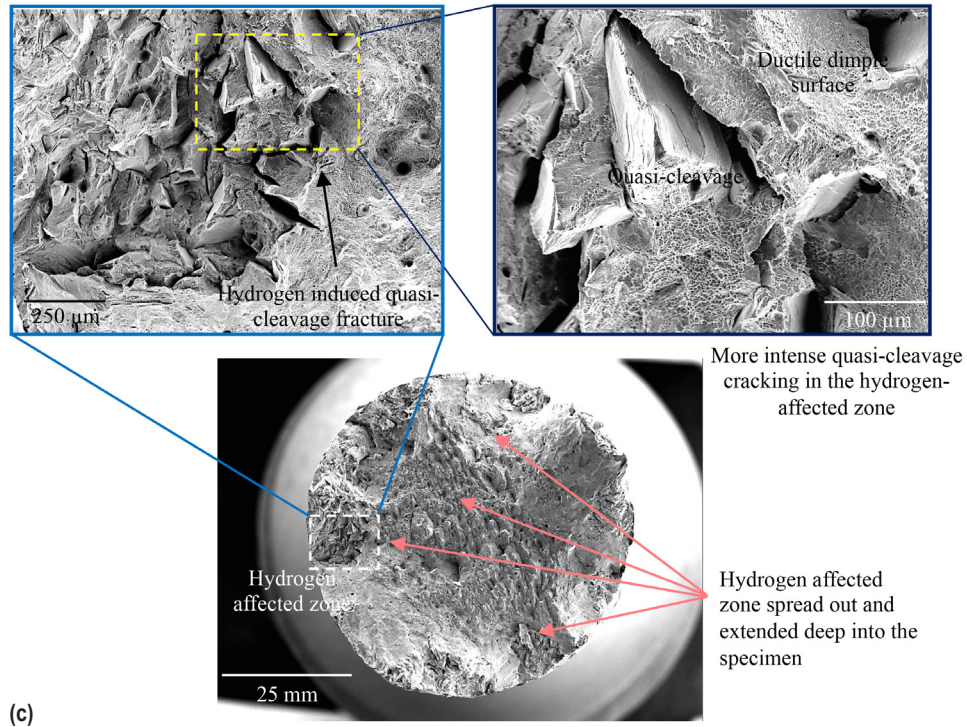 Ductile dimple
surface
Quasi-cleavage
Hydrogen induced quasi-
cleavage fracture
250 µm
100 µm
More intense quasi-cleavage
cracking in the hydrogen-
affected zone
Hydrogen
affected zone
Hydrogen affected
zone spread out and
extended deep into the
specimen
25 mm
(c)